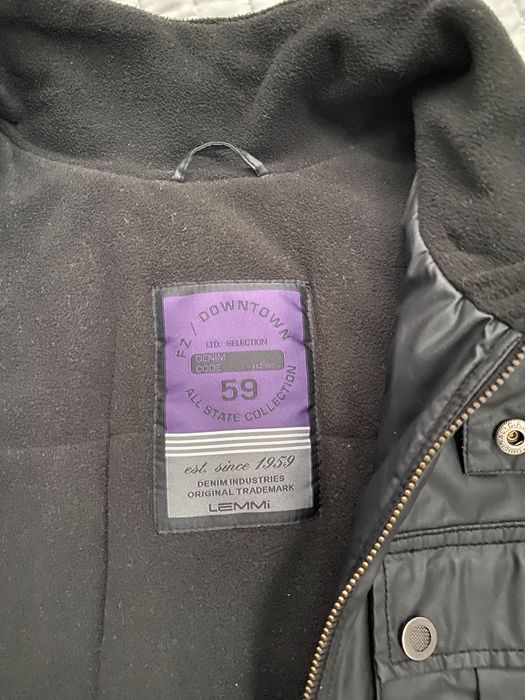 FZ / DOWNTOWN
LTD. SELECTION
DENIM
CODE
59
ALL STATE COLLECTION
est. since 1959
DENIM INDUSTRIES
ORIGINAL TRADEMARK
LEMMi